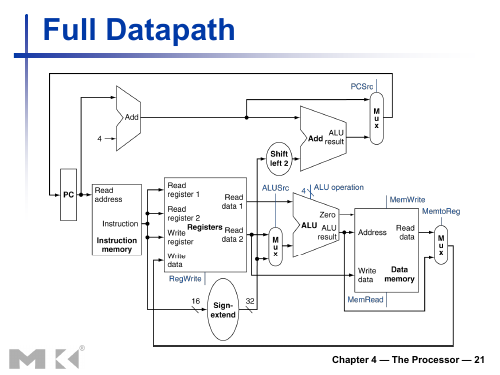 Full Datapath
PCSrc
M
u
x
Add
4
Add
ALU
result
Shift
left 2
PC
Read
address
Instruction
Instruction
memory
Read
register 1
Read
register 2
Write
register
Write
data
Registers
Read
data 1
Read
data 2
RegWrite
ALUSrc
M
u
x
4
ALU operation
Zero
ALU
ALU
result
MemWrite
Address
Read
data
Write
data
Data
memory
MemRead
MemtoReg
M
u
x
16
Sign-
extend
32
MK®
Chapter 4 — The Processor — 21